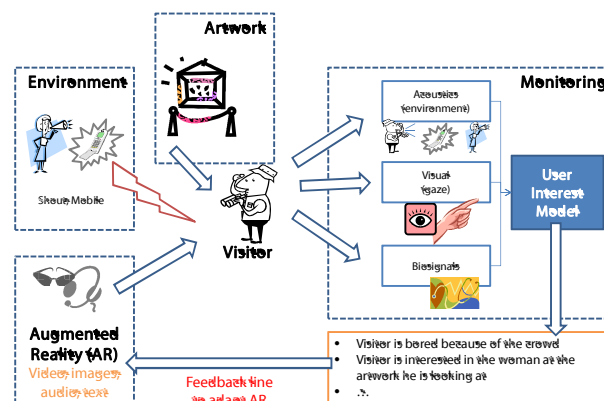 Artwork
Environment
Shout, Mobile
Visitor
Augmented
Reality (AR)
Video, images,
audio, text
Monitoring
Acoustics
(environment)
Visual
(gaze)
Biosignals
User
Interest
Model
• Visitor is bored because of the crowd
• Visitor is interested in the woman at the
artwork he is looking at
• ...
Feedback line
to adapt AR